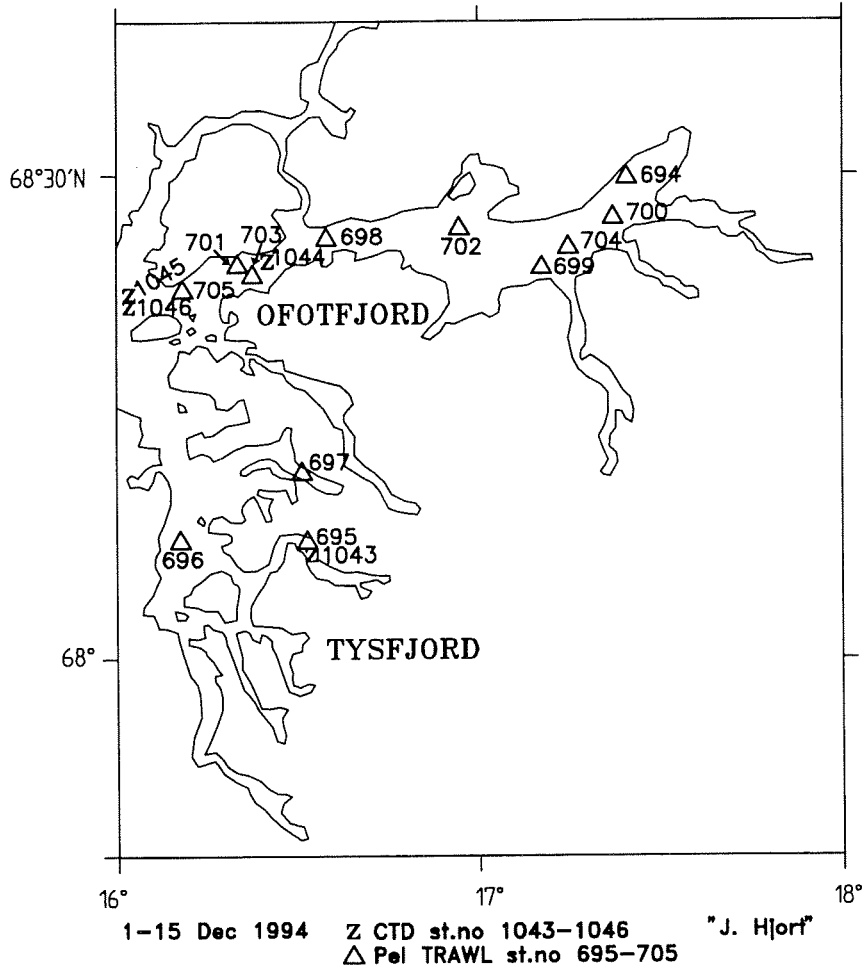 68°30'N
694
700
703
701
698
702
704
Z1044
699
Z1045
705
Z1046
OFOTFJORD
697
695
696
Z1043
TYSFJORD
68°
16°
17°
18°
1-15 Dec 1994 Z CTD st.no 1043-1046 "J. Hjort"
△ Pel TRAWL st.no 695-705